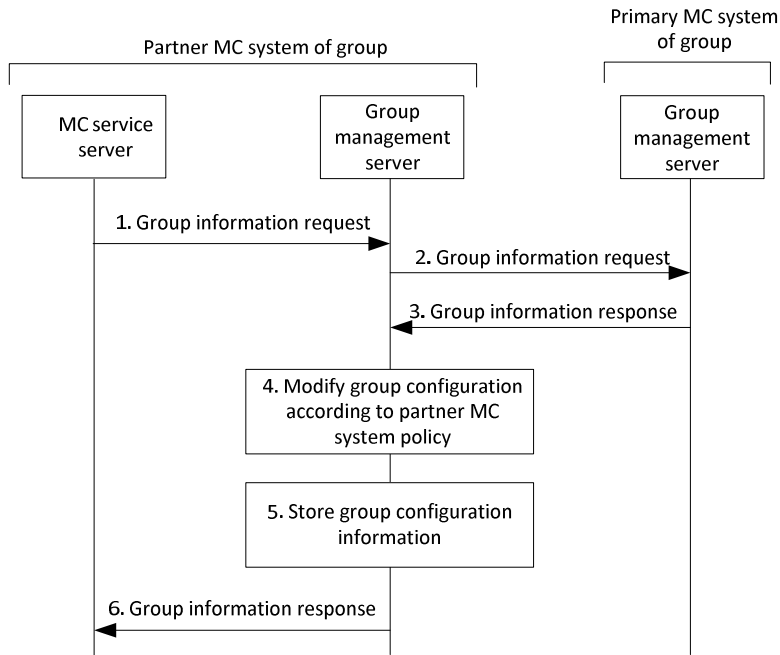 Primary MC system
of group
Partner MC system of group
MC service
server
Group
management
server
Group
management
server
1. Group information request
2. Group information request
3. Group information response
4. Modify group configuration
according to partner MC
system policy
5. Store group configuration
information
6. Group information response